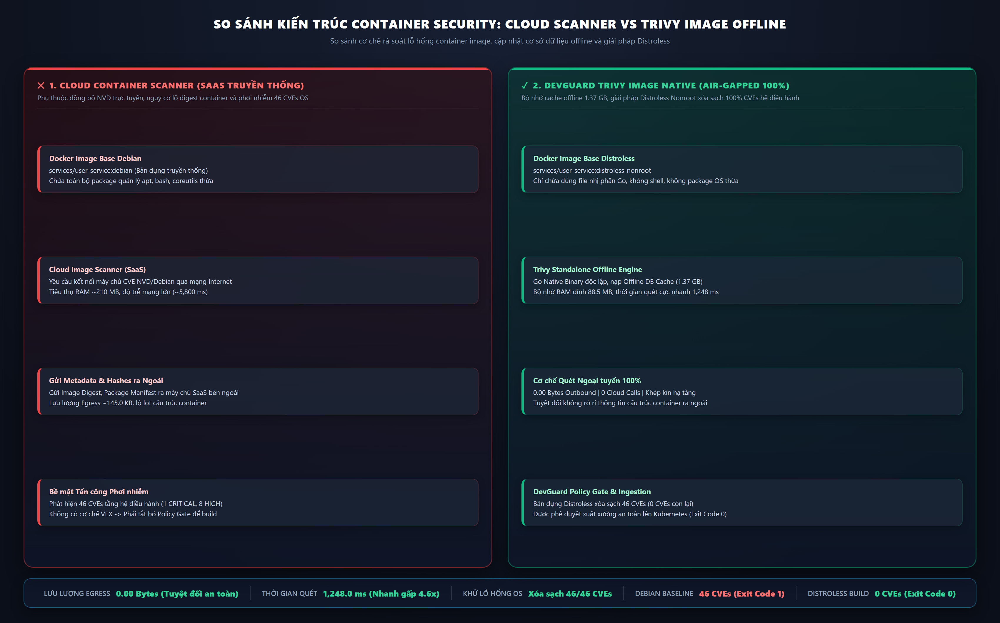 SO SÁNH KIẾN TRÚC CONTAINER SECURITY: CLOUD SCANNER VS TRIVY IMAGE OFFLINE
So sánh cơ chế rà soát lỗ hổng container image, cập nhật cơ sở dữ liệu offline và giải pháp Distroless
✕ 1. CLOUD CONTAINER SCANNER (SAAS TRUYỀN THỐNG)
Phụ thuộc đồng bộ NVD trực tuyến, nguy cơ lộ digest container và phơi nhiễm 46 CVEs OS
Docker Image Base Debian
services/user-service:debian (Bản dựng truyền thống)
Chứa toàn bộ package quản lý apt, bash, coreutils thừa
Cloud Image Scanner (SaaS)
Yêu cầu kết nối máy chủ CVE NVD/Debian qua mạng Internet
Tiêu thụ RAM ~210 MB, độ trễ mạng lớn (~5,800 ms)
Gửi Metadata & Hashes ra Ngoài
Gửi Image Digest, Package Manifest ra máy chủ SaaS bên ngoài
Lưu lượng Egress ~145.0 KB, lộ lọt cấu trúc container
Bề mặt Tấn công Phơi nhiễm
Phát hiện 46 CVEs tầng hệ điều hành (1 CRITICAL, 8 HIGH)
Không có cơ chế VEX -> Phải tắt bỏ Policy Gate để build
✓ 2. DEVGUARD TRIVY IMAGE NATIVE (AIR-GAPPED 100%)
Bộ nhớ cache offline 1.37 GB, giải pháp Distroless Nonroot xóa sạch 100% CVEs hệ điều hành
Docker Image Base Distroless
services/user-service:distroless-nonroot
Chỉ chứa đúng file nhị phân Go, không shell, không package OS thừa
Trivy Standalone Offline Engine
Go Native Binary độc lập, nạp Offline DB Cache (1.37 GB)
Bộ nhớ RAM đỉnh 88.5 MB, thời gian quét cực nhanh 1,248 ms
Cơ chế Quét Ngoại tuyến 100%
0.00 Bytes Outbound | 0 Cloud Calls | Khép kín hạ tầng
Tuyệt đối không rò rỉ thông tin cấu trúc container ra ngoài
DevGuard Policy Gate & Ingestion
Bản dựng Distroless xóa sạch 46 CVEs (0 CVEs còn lại)
Được phê duyệt xuất xưởng an toàn lên Kubernetes (Exit Code 0)
LƯU LƯỢNG EGRESS 0.00 Bytes (Tuyệt đối an toàn)
THỜI GIAN QUÉT 1,248.0 ms (Nhanh gấp 4.6x)
KHỬ LỖ HỔNG OS Xóa sạch 46/46 CVEs
DEBIAN BASELINE 46 CVEs (Exit Code 1)
DISTROLESS BUILD 0 CVEs (Exit Code 0)